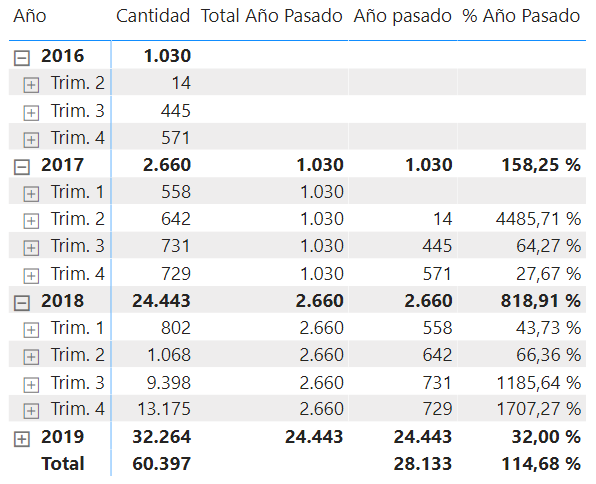 Año Cantidad Total Año Pasado Año pasado % Año Pasado
2016 1.030
Trim. 2 14
Trim. 3 445
Trim. 4 571
2017 2.660 1.030 1.030 158,25 %
Trim. 1 558 1.030
Trim. 2 642 1.030 14 4485,71 %
Trim. 3 731 1.030 445 64,27 %
Trim. 4 729 1.030 571 27,67 %
2018 24.443 2.660 2.660 818,91 %
Trim. 1 802 2.660 558 43,73 %
Trim. 2 1.068 2.660 642 66,36 %
Trim. 3 9.398 2.660 731 1185,64 %
Trim. 4 13.175 2.660 729 1707,27 %
2019 32.264 24.443 24.443 32,00 %
Total 60.397 28.133 114,68 %